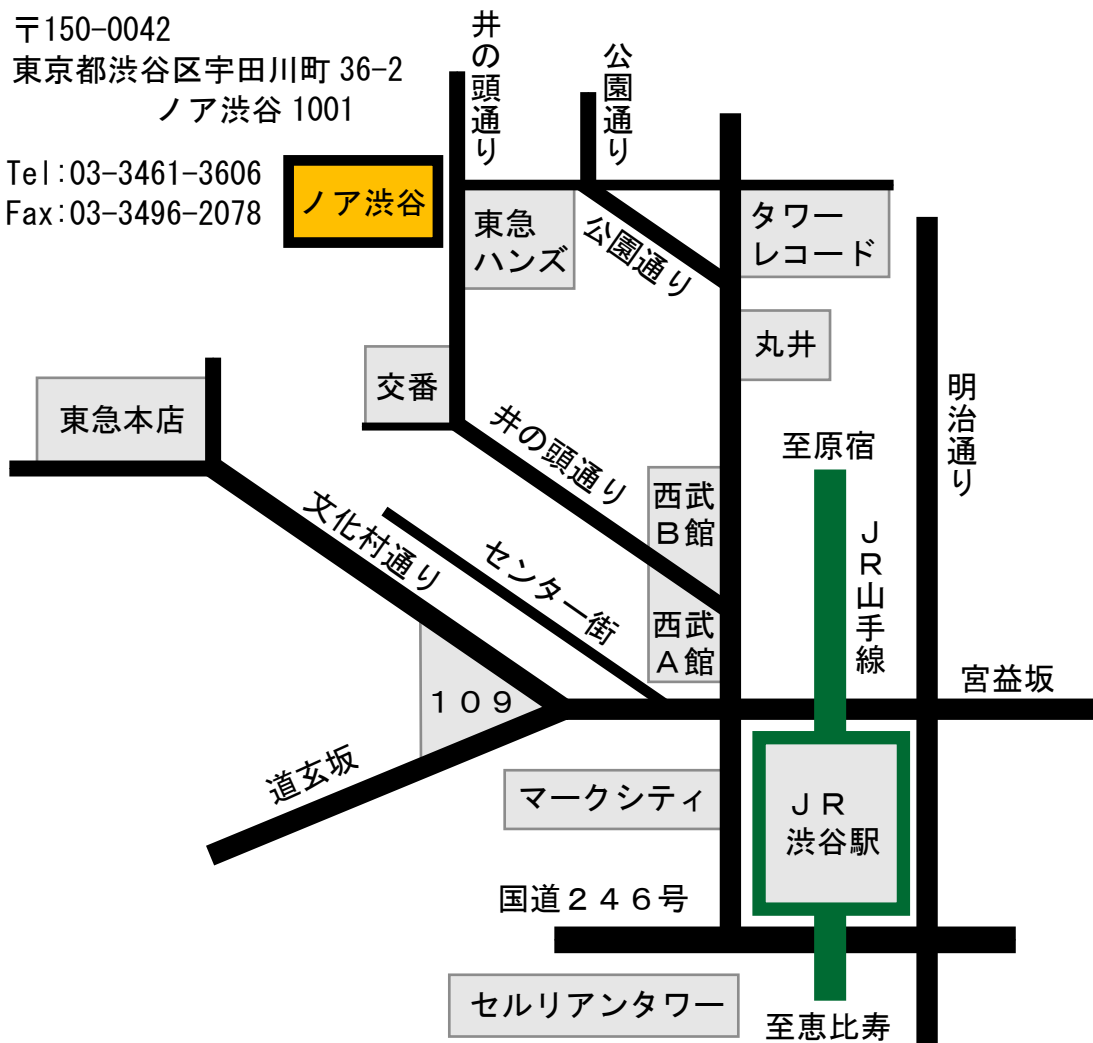 〒150-0042
東京都渋谷区宇田川町 36-2
ノア渋谷 1001
Tel:03-3461-3606
Fax:03-3496-2078
ノア渋谷
井の頭通り
公園通り
東急
ハンズ
公園通り
タワー
レコード
丸井
交番
東急本店
井の頭通り
明治通り
至原宿
西武
B館
文化村通り
センター街
JR山手線
西武
A館
109
宮益坂
道玄坂
マークシティ
JR
渋谷駅
国道246号
セルリアンタワー
至恵比寿